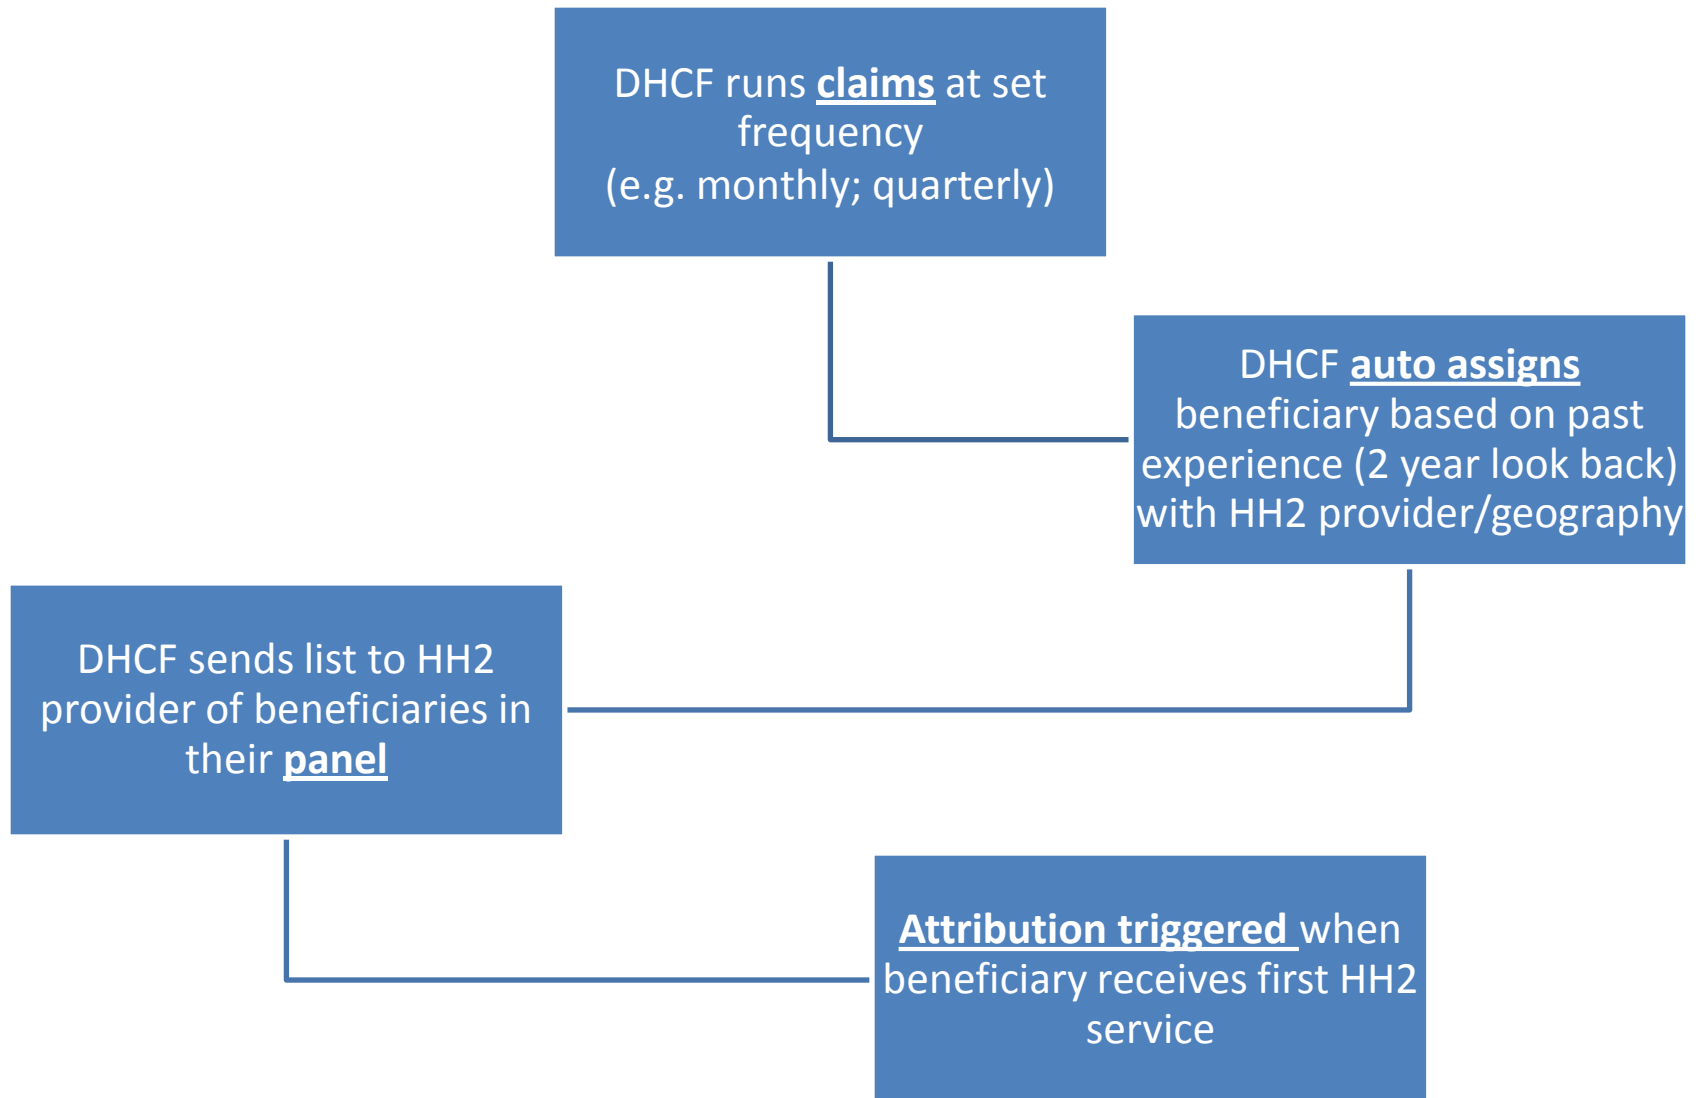 DHCF runs claims at set
frequency
(e.g. monthly; quarterly)
DHCF auto assigns
beneficiary based on past
experience (2 year look back)
with HH2 provider/geography
DHCF sends list to HH2
provider of beneficiaries in
their panel
Attribution triggered when
beneficiary receives first HH2
service